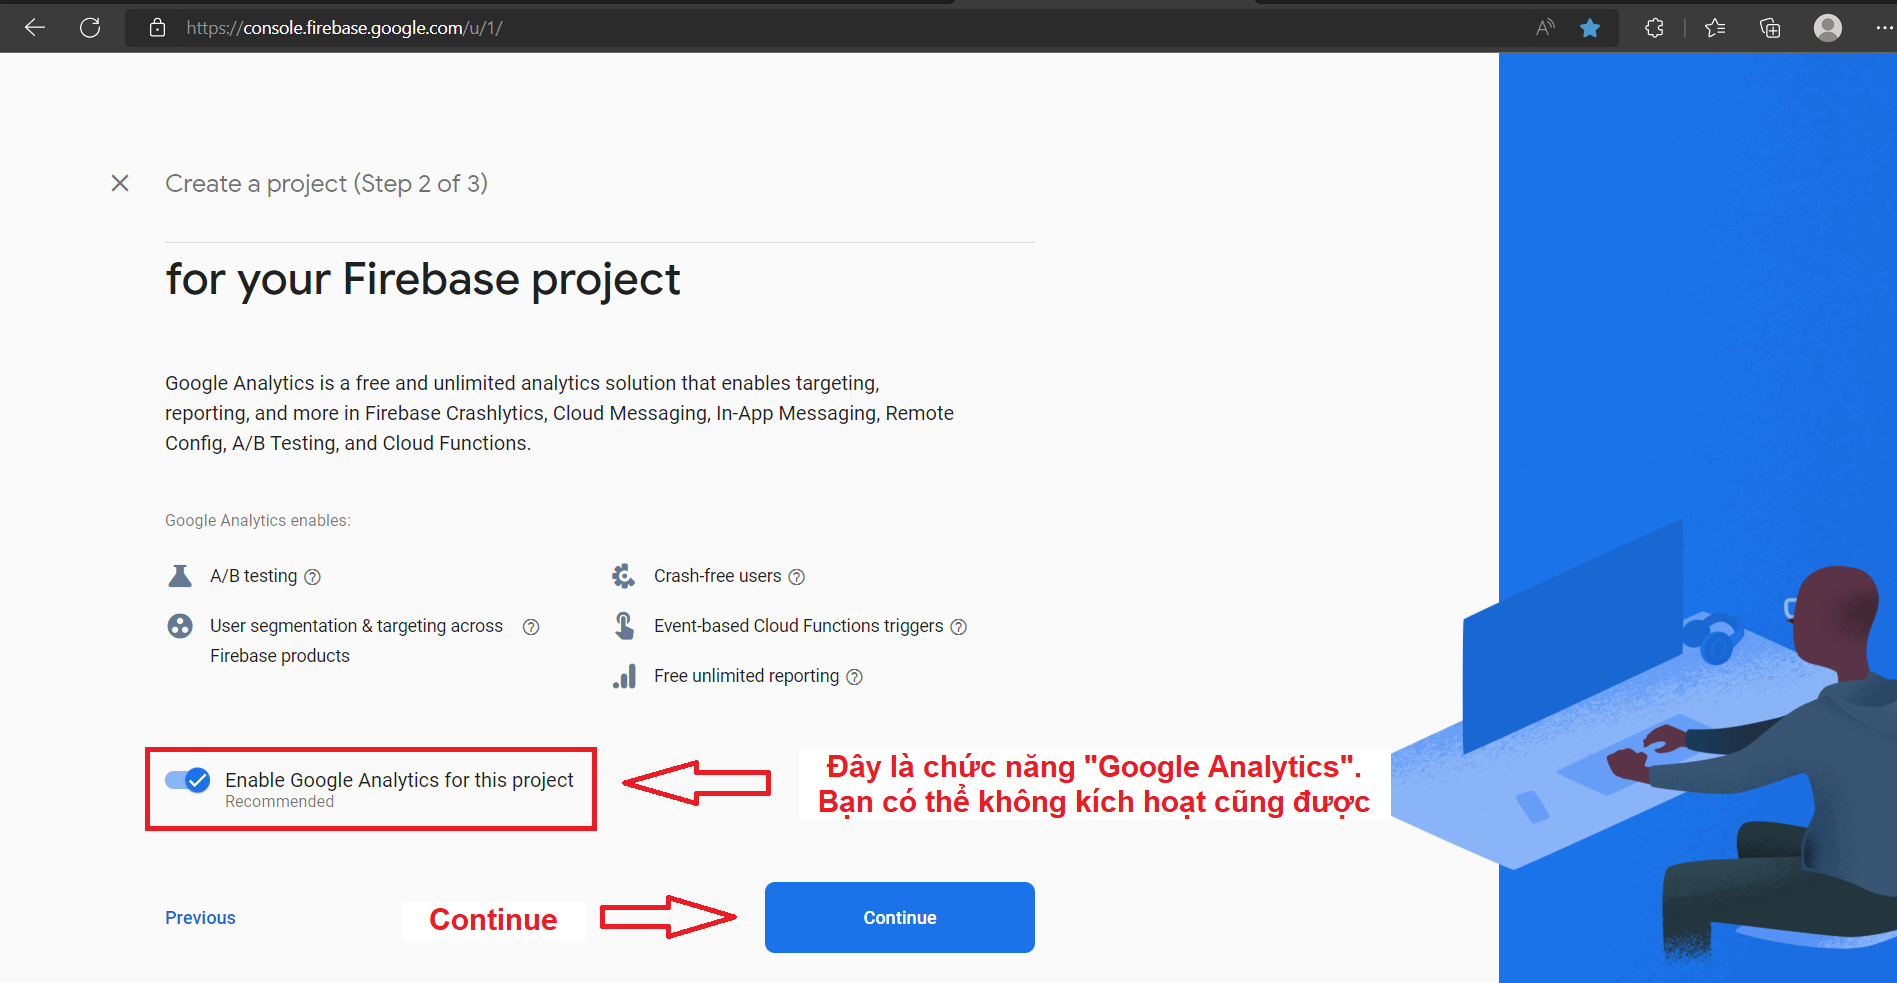 https://console.firebase.google.com/u/1/
Create a project (Step 2 of 3)
for your Firebase project
Google Analytics is a free and unlimited analytics solution that enables targeting,
reporting, and more in Firebase Crashlytics, Cloud Messaging, In-App Messaging, Remote
Config, A/B Testing, and Cloud Functions.
Google Analytics enables:
A/B testing
Crash-free users
User segmentation & targeting across
Firebase products
Event-based Cloud Functions triggers
Free unlimited reporting
Enable Google Analytics for this project
Recommended
Đây là chức năng "Google Analytics".
Bạn có thể không kích hoạt cũng được
Previous
Continue
Continue